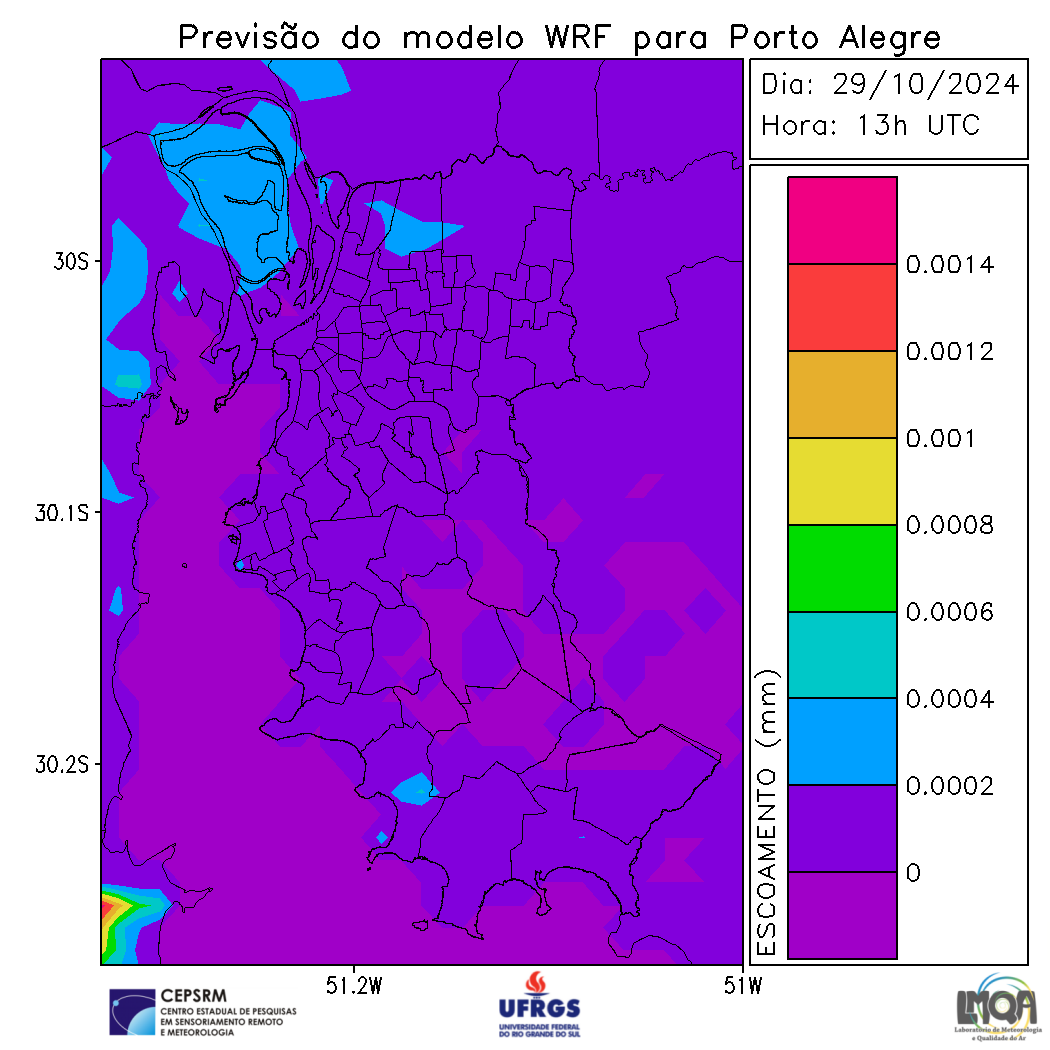 Previsão do modelo WRF para Porto Alegre
Dia: 29/10/2024
Hora: 13h UTC
0.0014
0.0012
0.001
0.0008
0.0006
0.0004
0.0002
0
ESCOAMENTO (mm)
30S
30.1S
30.2S
51.2W
51W
CEPSRM
CENTRO ESTADUAL DE PESQUISAS
EM SENSORIAMENTO REMOTO
E METEOROLOGIA
UFRGS
UNIVERSIDADE FEDERAL
DO RIO GRANDE DO SUL
LMQA
Laboratório de Meteorologia
e Qualidade do Ar